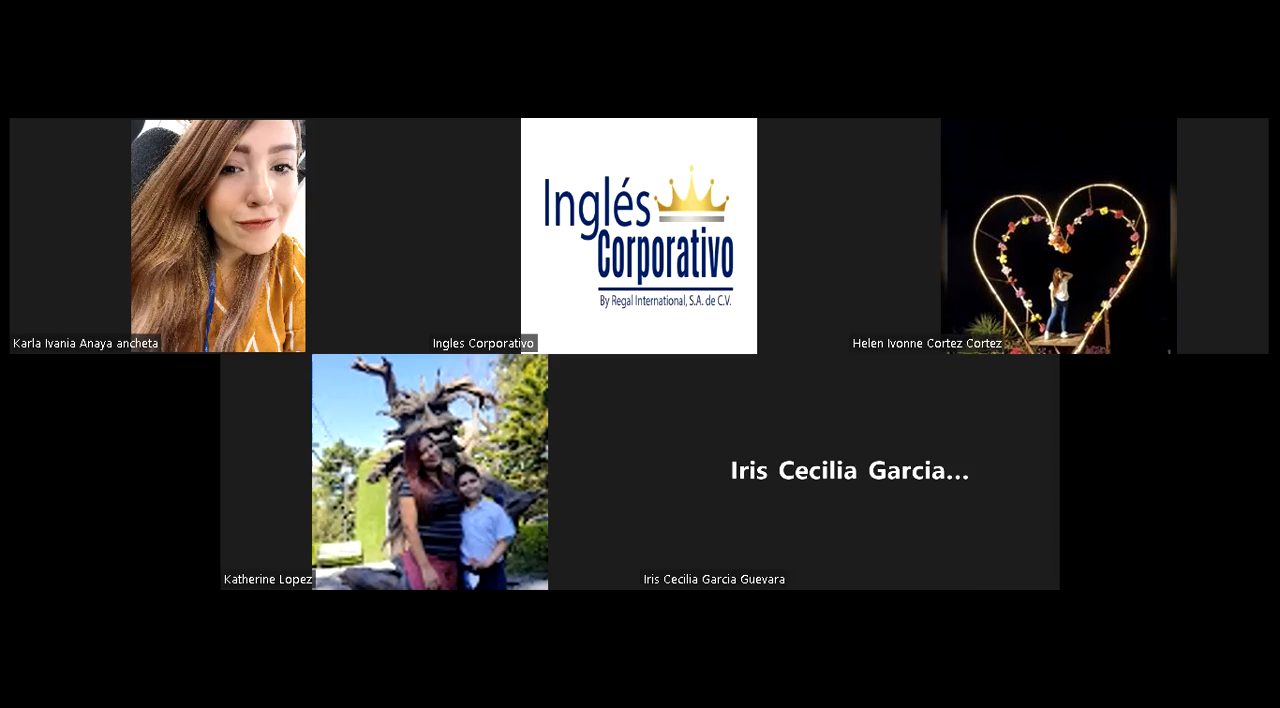 Inglés
Corporativo
By Regal International, S.A. de C.V.
Karla Ivania Anaya ancheta
Ingles Corporativo
Helen Ivonne Cortez Cortez
Iris Cecilia Garcia...
Katherine Lopez
Iris Cecilia Garcia Guevara